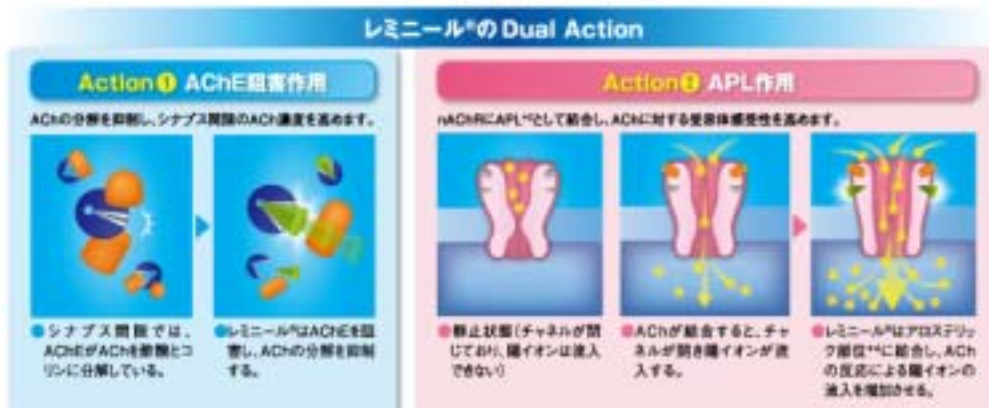 レミニール®のDual Action
Action❶ AChE阻害作用
AChの分解を抑制し、シナプス間隙のACh濃度を高めます。
●シナプス間隙では、
AChEがAChを酢酸とコ
リンに分解している。
●レミニール®はAChEを阻
害し、AChの分解を抑制
する。
Action❷ APL作用
nAChRにAPLとして結合し、AChに対する受容体感受性を高めます。
●静止状態(チャネルが閉
じており、陽イオンは流入
できない)
●AChが結合すると、チャ
ネルが開き陽イオンが流
入する。
●レミニール®はアロステリッ
ク部位に結合し、ACh
の反応による陽イオンの
流入を増加させる。